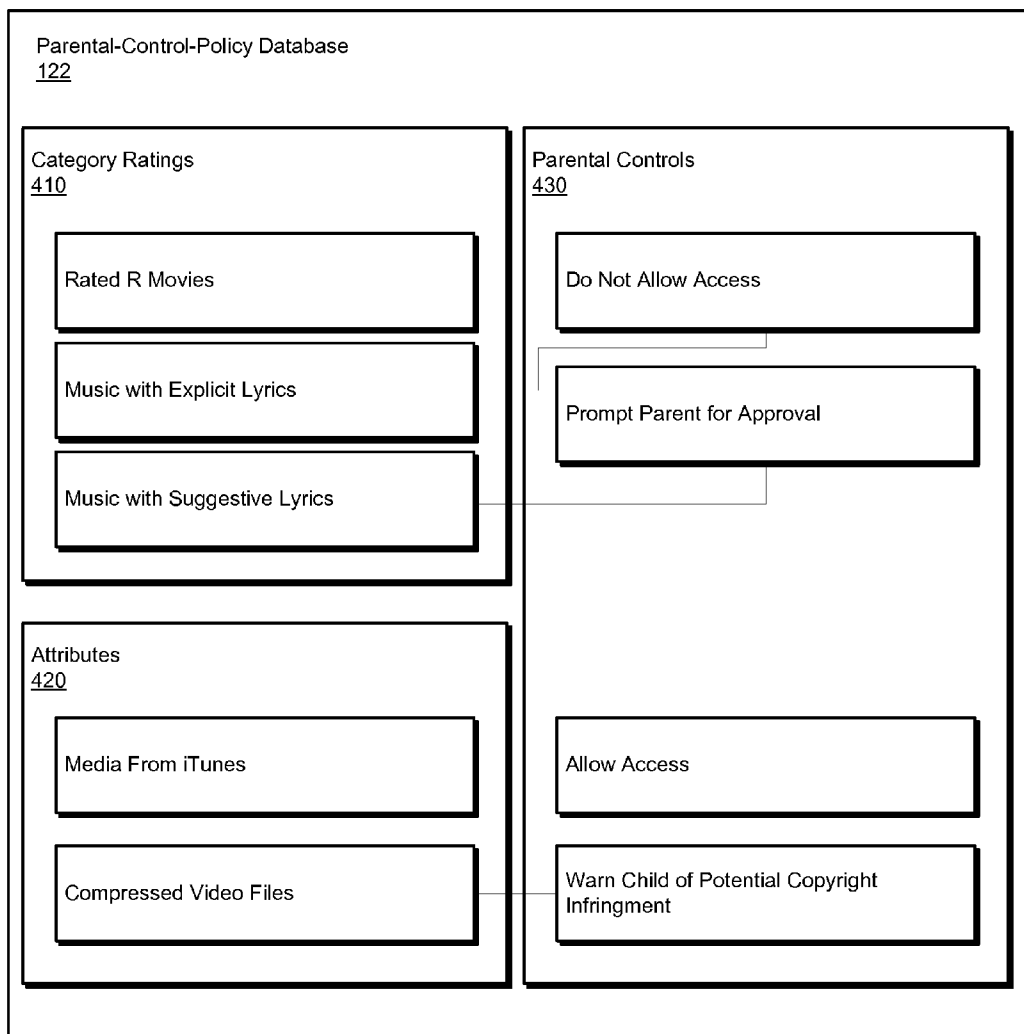 Parental-Control-Policy Database
122
Category Ratings
410
Rated R Movies
Music with Explicit Lyrics
Music with Suggestive Lyrics
Attributes
420
Media From iTunes
Compressed Video Files
Parental Controls
430
Do Not Allow Access
Prompt Parent for Approval
Allow Access
Warn Child of Potential Copyright
Infringment